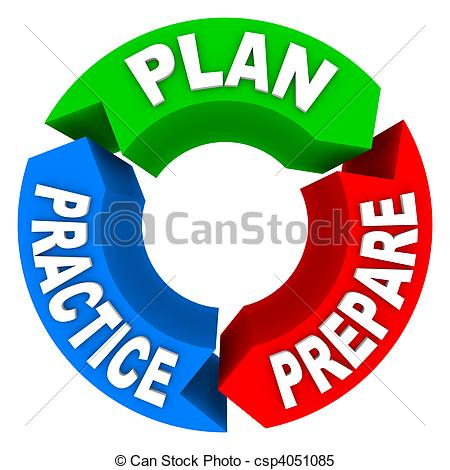 PLAN
PRACTICE
PREPARE
© Can Stock Photo
© Can Stock Photo - csp4051085